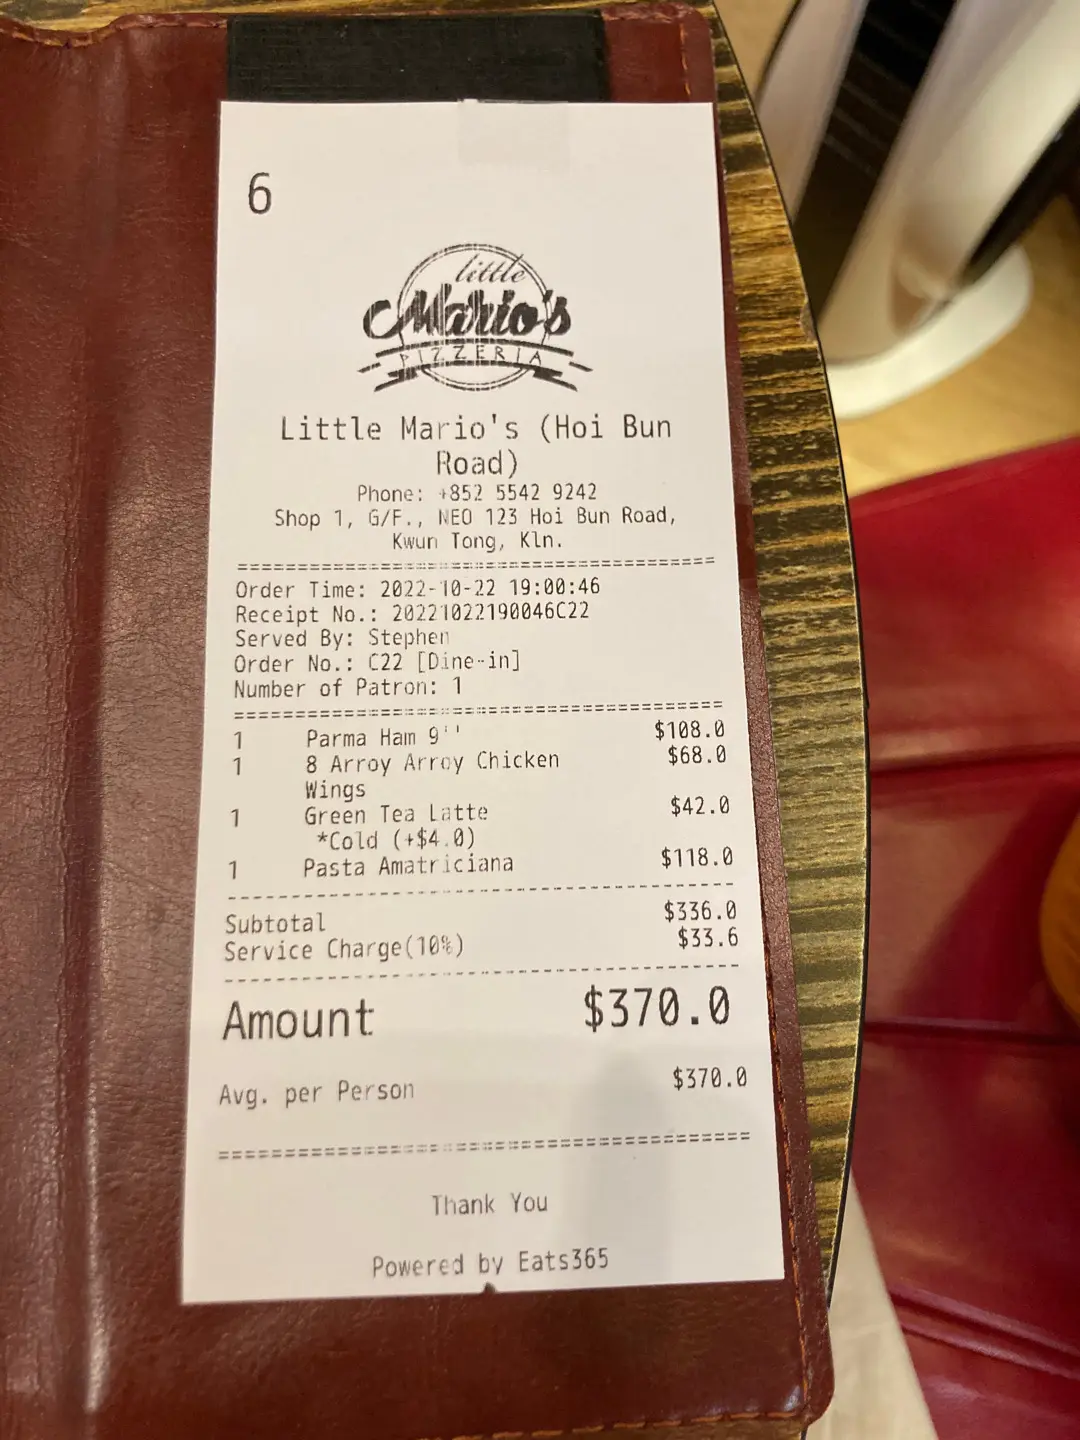 6
little
Mario's
PIZZERIA
Little Mario's (Hoi Bun
Road)
Phone: +852 5542 9242
Shop 1, G/F., NEO 123 Hoi Bun Road,
Kwun Tong, Kln.
Order Time: 2022-10-22 19:00:46
Receipt No.: 20221022190046C22
Served By: Stephen
Order No.: C22 [Dine-in]
Number of Patron: 1
1 Parma Ham 9'' $108.0
1 8 Arroy Arroy Chicken $68.0
Wings
1 Green Tea Latte $42.0
*Cold (+$4.0)
1 Pasta Amatriciana $118.0
Subtotal $336.0
Service Charge(10%) $33.6
Amount $370.0
Avg. per Person $370.0
Thank You
Powered by Eats365